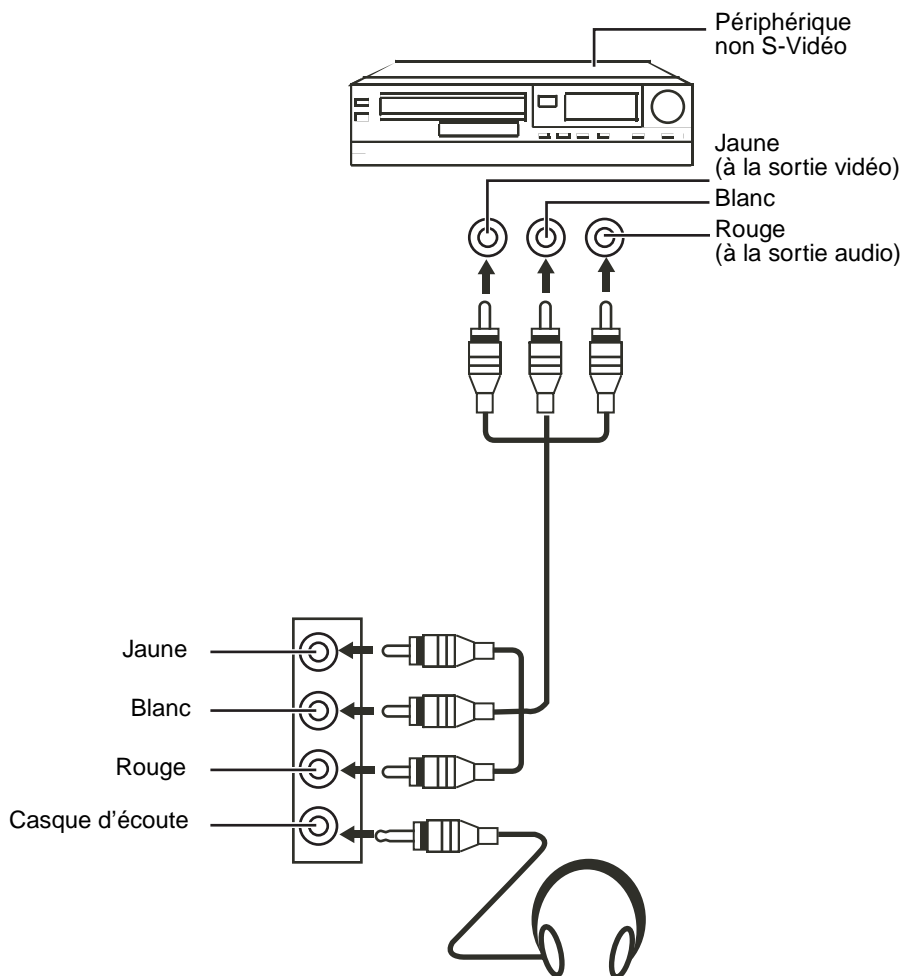 Périphérique
non S-Vidéo
Jaune
(à la sortie vidéo)
Blanc
Rouge
(à la sortie audio)
Jaune
Blanc
Rouge
Casque d'écoute